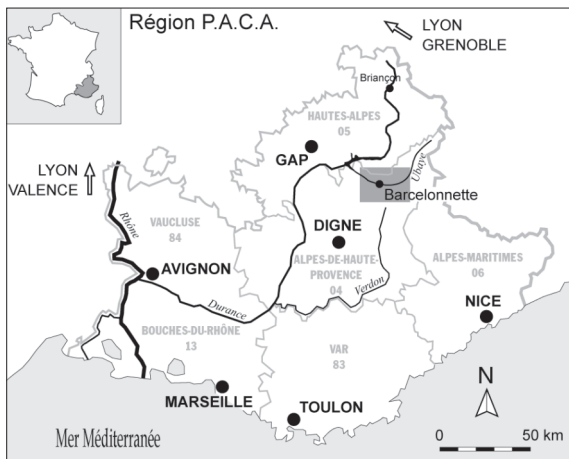 Région P.A.C.A.
LYON
GRENOBLE
Briançon
HAUTES-ALPES
05
GAP
LYON
VALENCE
Ubaye
Barcelonnette
Rhône
VAUCLUSE
84
DIGNE
ALPES-DE-HAUTE-
PROVENCE
04
ALPES-MARITIMES
06
AVIGNON
Verdon
Durance
NICE
BOUCHES-DU-RHÔNE
13
VAR
83
MARSEILLE
TOULON
N
Mer Méditerranée
0 50 km